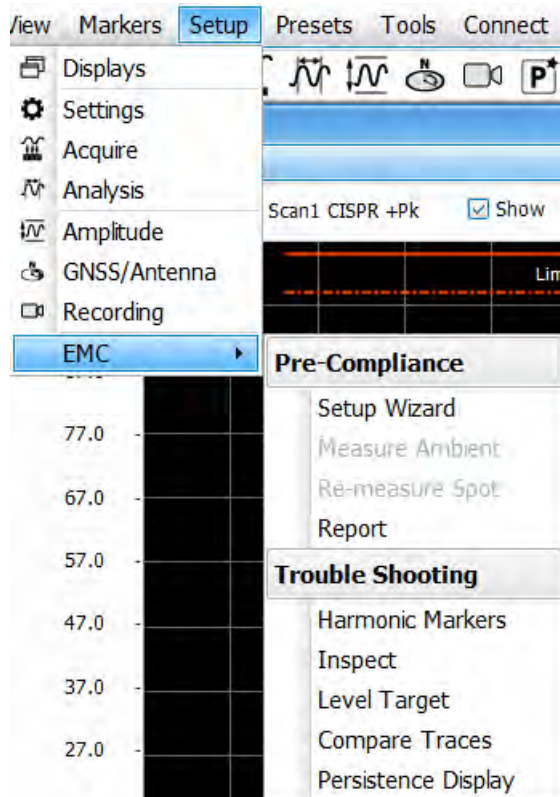 View Markers Setup Presets Tools Connect
Displays
Settings
Acquire
Analysis
Scan1 CISPR +Pk Show
Amplitude
GNSS/Antenna
Lim
Recording
EMC
Pre-Compliance
Setup Wizard
77.0
Measure Ambient
Re-measure Spot
67.0
Report
57.0
Trouble Shooting
47.0
Harmonic Markers
Inspect
37.0
Level Target
Compare Traces
27.0
Persistence Display